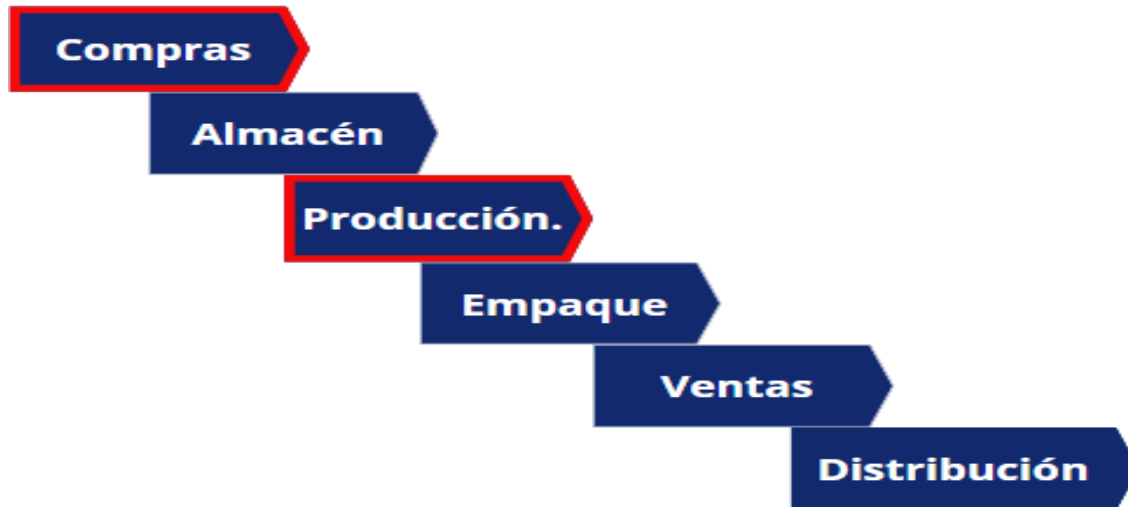 Compras
Almacén
Producción.
Empaque
Ventas
Distribución